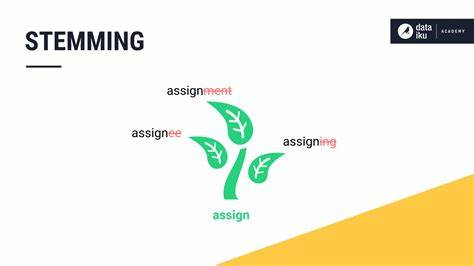 STEMMING
data
iku
ACADEMY
assignment
assignee
assigning
assign